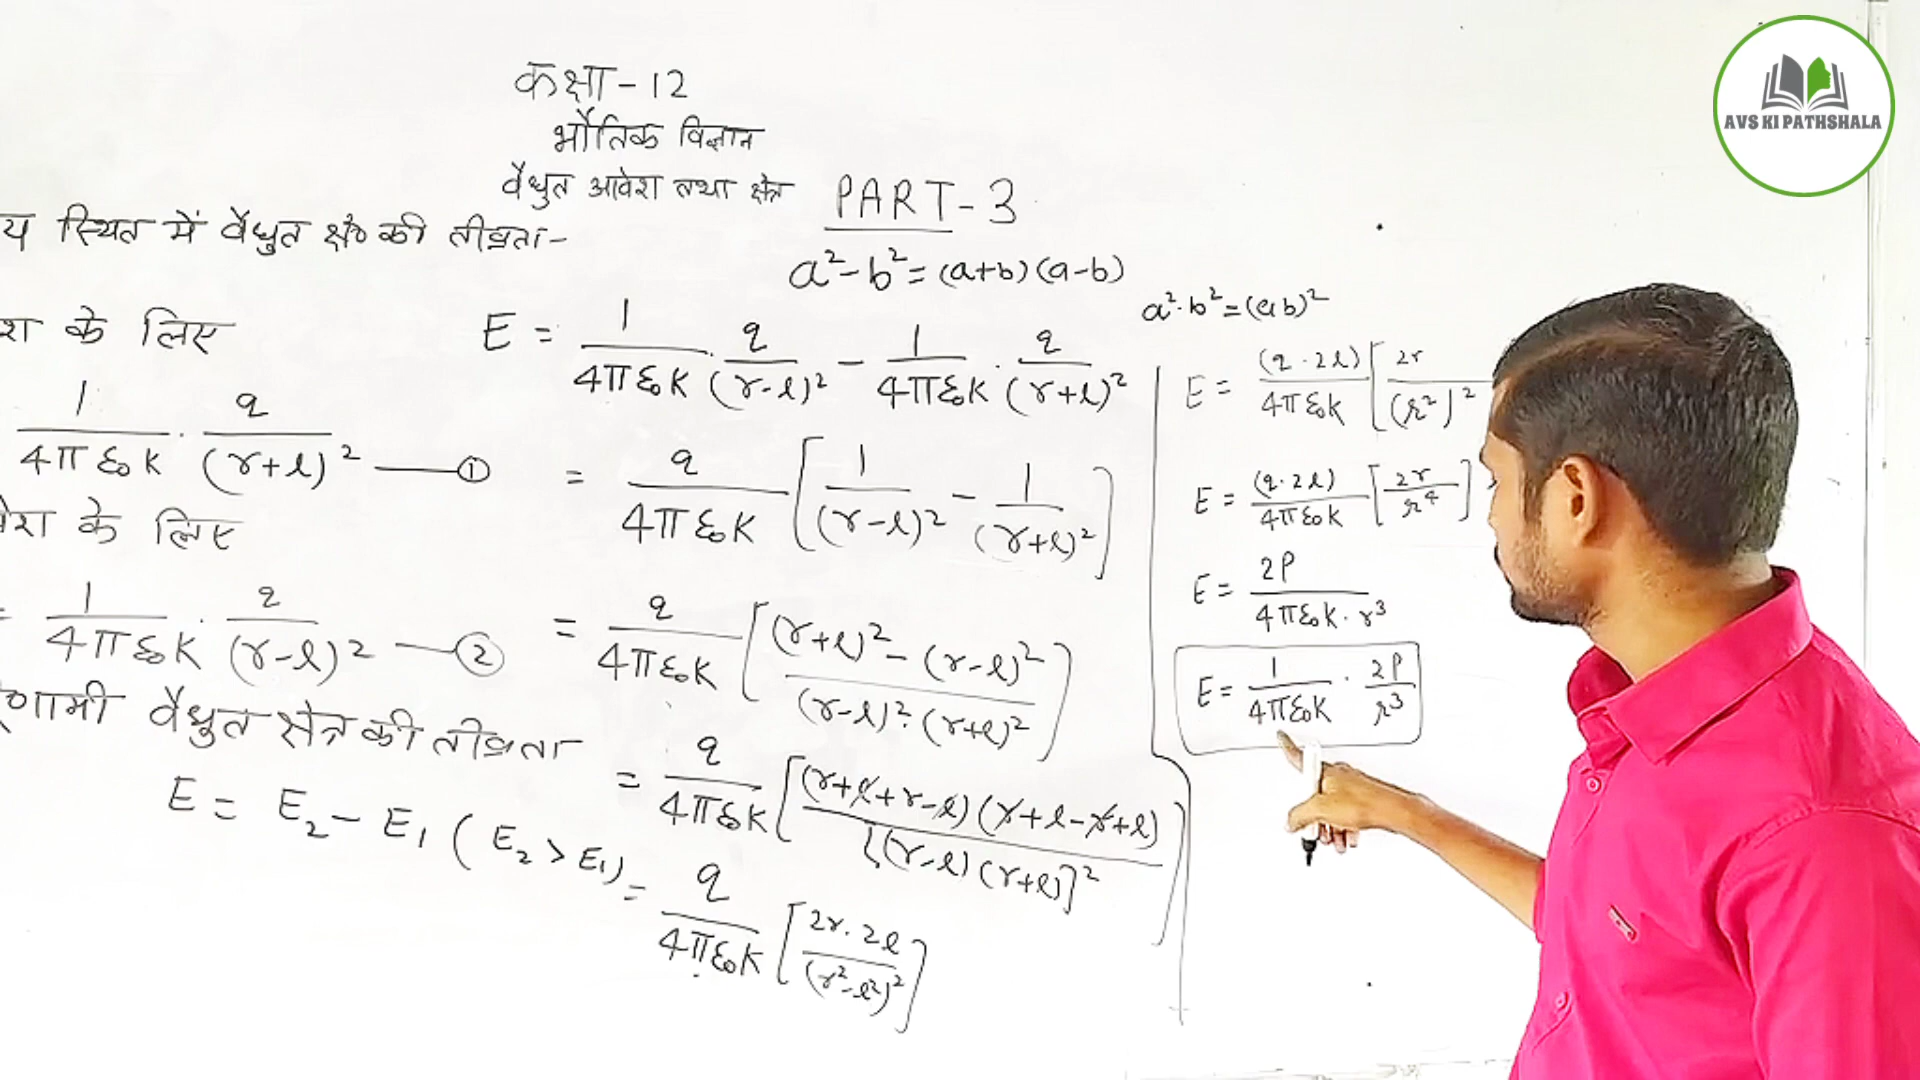 कक्षा-12
भौतिक विज्ञान
वैधुत आवेश तथा क्षेत्र PART-3
य स्थित में वैधुत क्षे० की तीव्रता-
a²-b²=(a+b)(a-b)
a²·b²=(ab)²
श के लिए
1/4πε₀K · q/(r+l)² —①
वेश के लिए
= 1/4πε₀K · q/(r-l)² —②
वैधुत क्षेत्र की तीव्रता
E = E₂ - E₁ (E₂ > E₁)
E = 1/4πε₀K · q/(r-l)² - 1/4πε₀K · q/(r+l)²
= q/4πε₀K [1/(r-l)² - 1/(r+l)²]
= q/4πε₀K [(r+l)² - (r-l)²/(r-l)²·(r+l)²]
= q/4πε₀K [(r+l+r-l)(r+l-r+l)/[(r-l)(r+l)]²]
= q/4πε₀K [2r·2l/(r²-l²)²]
E = (q·2l)/4πε₀K [2r/(r²)²
E = (q·2l)/4πε₀K [2r/r⁴]
E = 2P/4πε₀K·r³
E = 1/4πε₀K · 2P/r³
AVS KI PATHSHALA